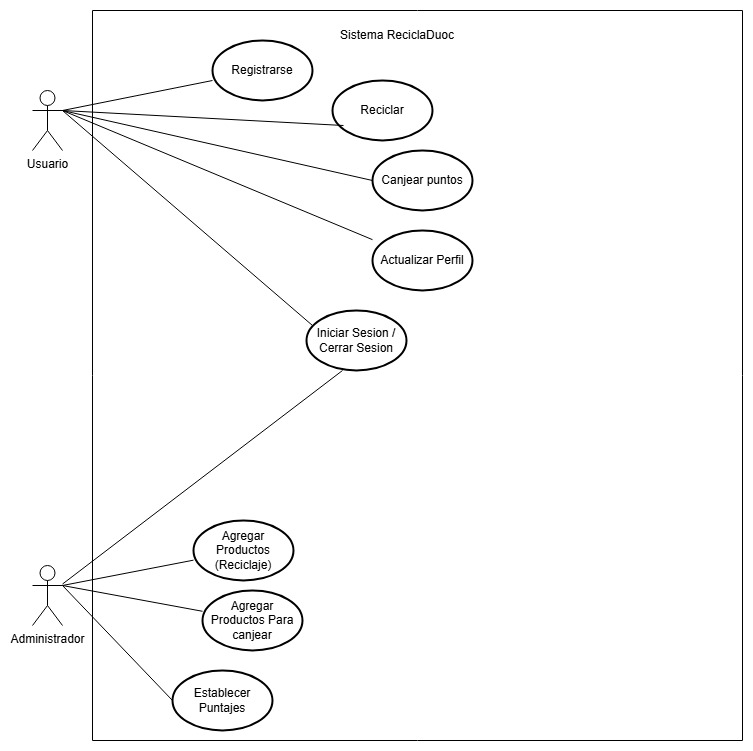 Sistema ReciclaDuoc
Registrarse
Reciclar
Usuario
Canjear puntos
Actualizar Perfil
Iniciar Sesion /
Cerrar Sesion
Agregar
Productos
(Reciclaje)
Agregar
Productos Para
canjear
Administrador
Establecer
Puntajes